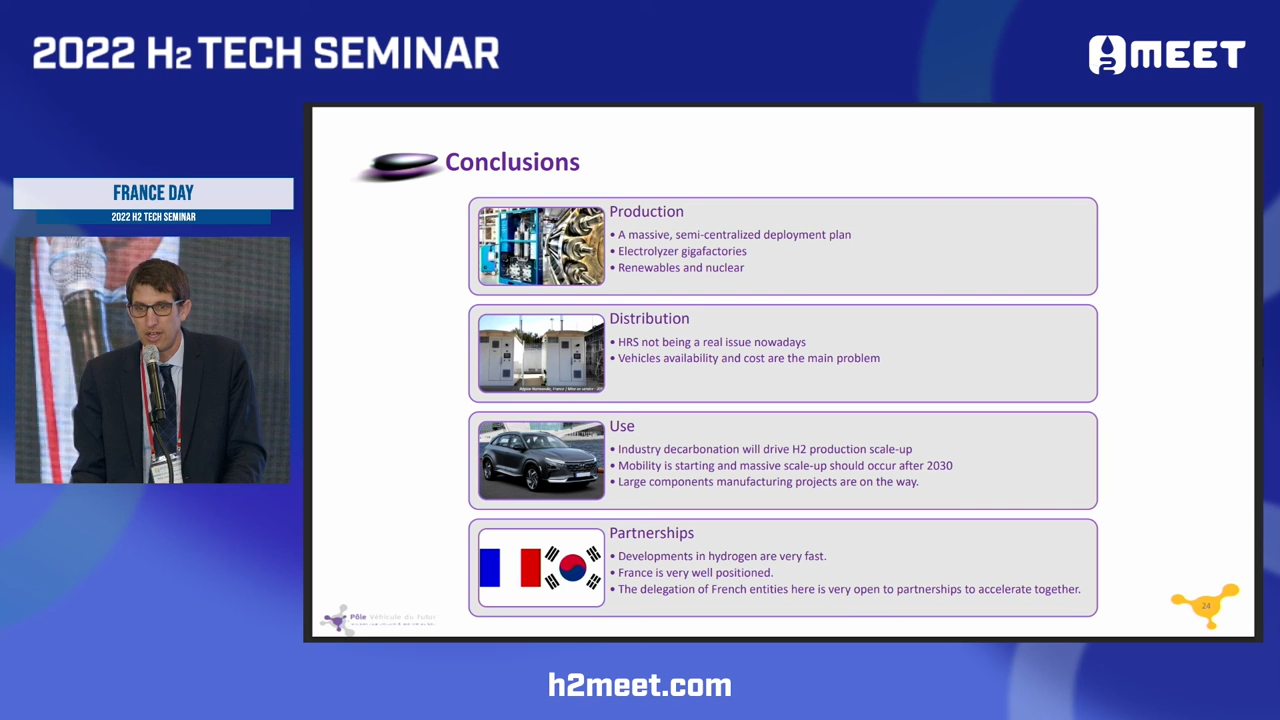 2022 H2 TECH SEMINAR
H2 MEET
FRANCE DAY
2022 H2 TECH SEMINAR
Conclusions
Production
• A massive, semi-centralized deployment plan
• Electrolyzer gigafactories
• Renewables and nuclear
Distribution
• HRS not being a real issue nowadays
• Vehicles availability and cost are the main problem
Use
• Industry decarbonation will drive H2 production scale-up
• Mobility is starting and massive scale-up should occur after 2030
• Large components manufacturing projects are on the way.
Partnerships
• Developments in hydrogen are very fast.
• France is very well positioned.
• The delegation of French entities here is very open to partnerships to accelerate together.
Pôle Véhicule du Futur
24
h2meet.com